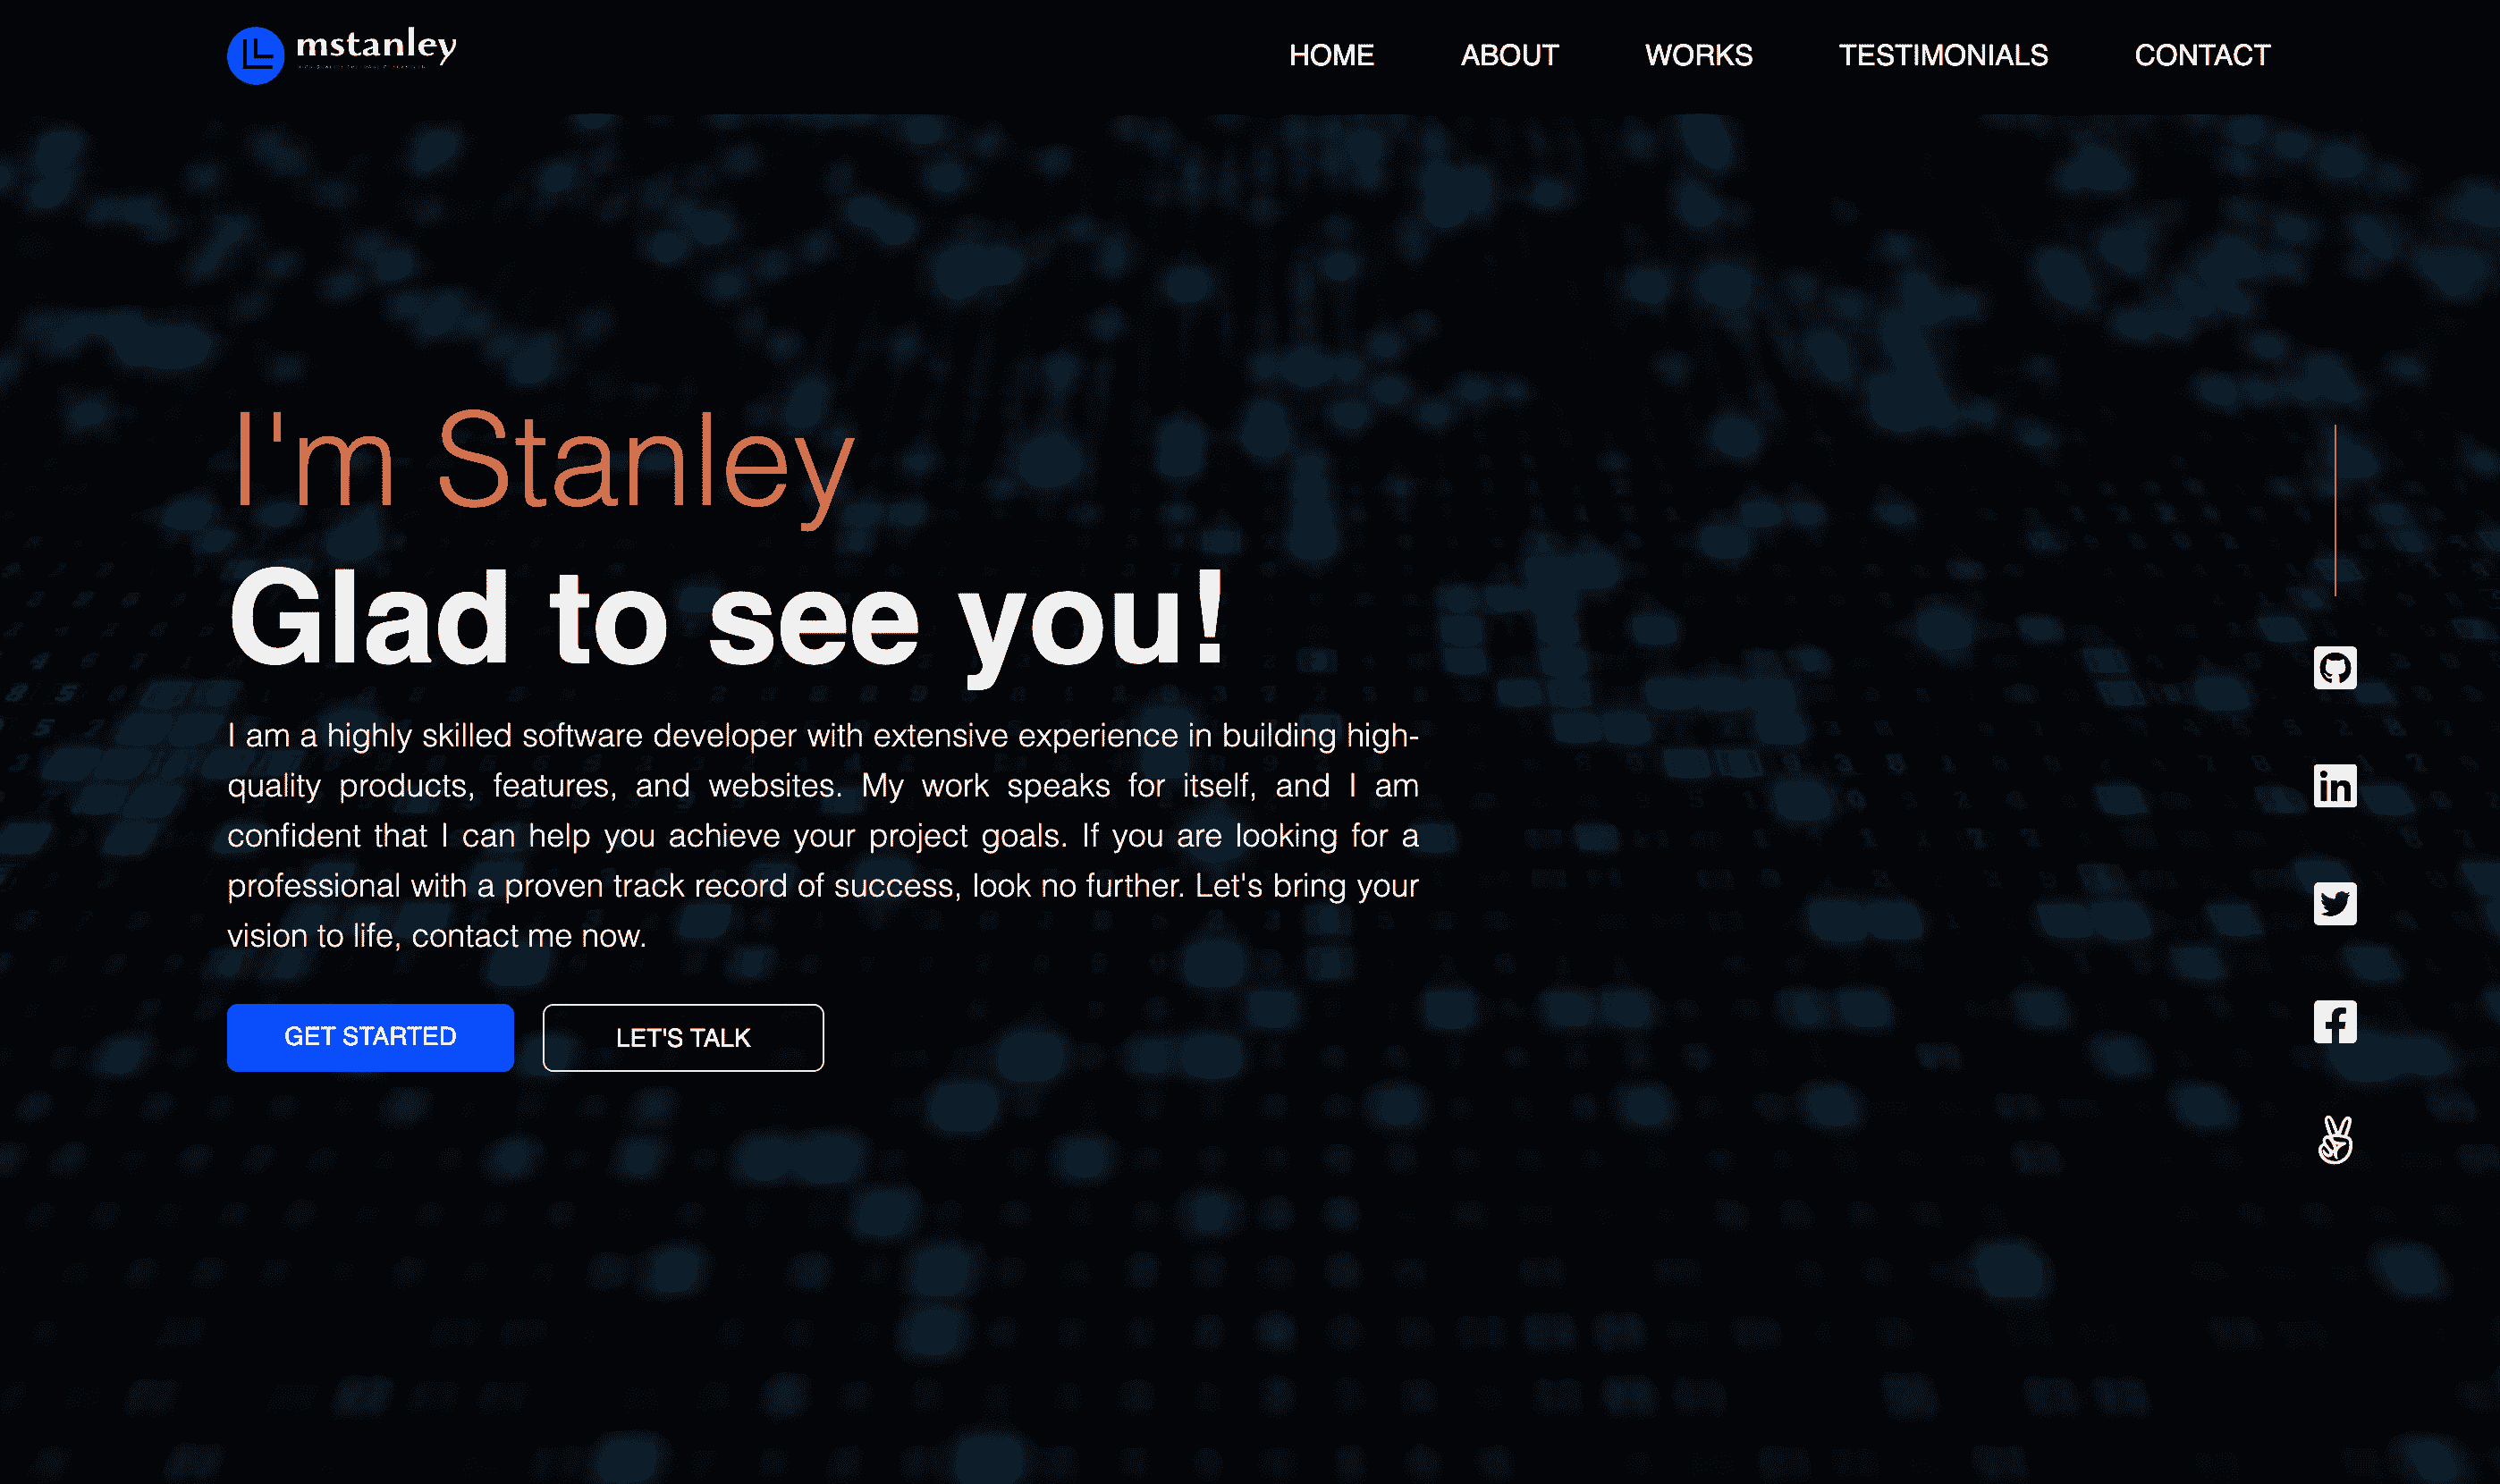 mstanley
HOME ABOUT WORKS TESTIMONIALS CONTACT
I'm Stanley
Glad to see you!
I am a highly skilled software developer with extensive experience in building high-
quality products, features, and websites. My work speaks for itself, and I am
confident that I can help you achieve your project goals. If you are looking for a
professional with a proven track record of success, look no further. Let's bring your
vision to life, contact me now.
GET STARTED LET'S TALK
in